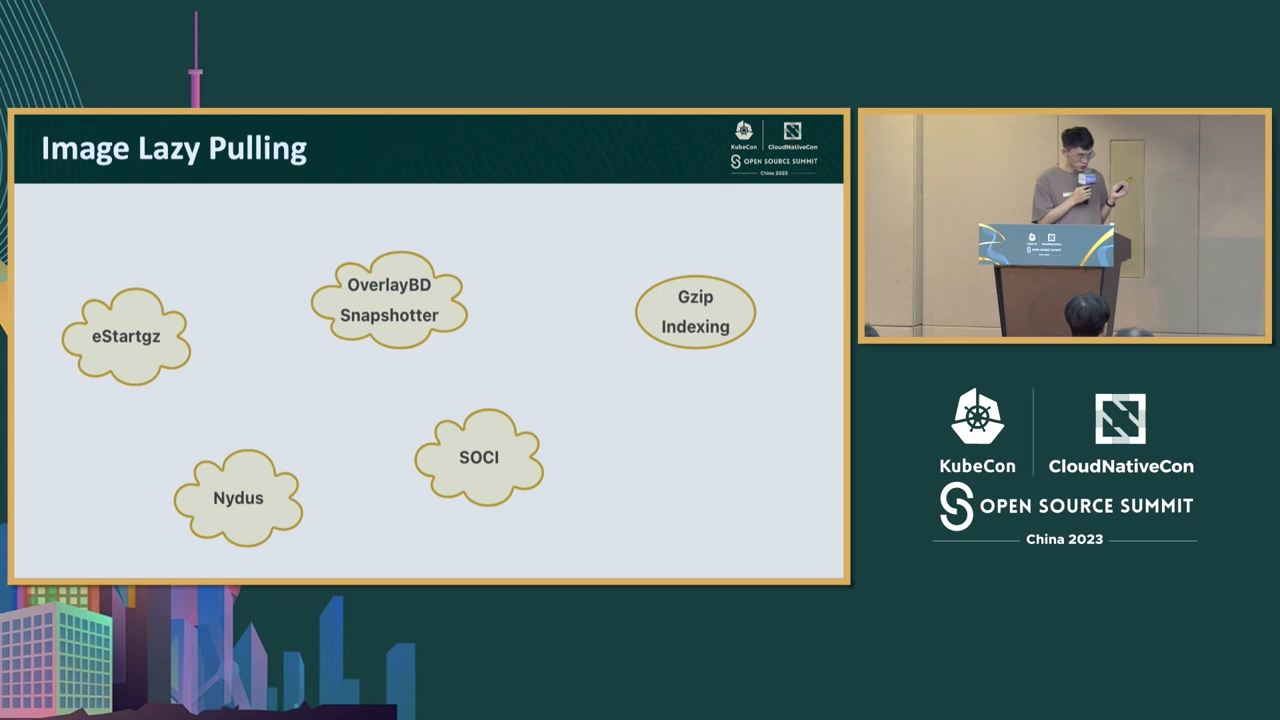 Image Lazy Pulling
KubeCon
CloudNativeCon
OPEN SOURCE SUMMIT
China 2023
eStartgz
OverlayBD
Snapshotter
Gzip
Indexing
Nydus
SOCI
KubeCon
CloudNativeCon
OPEN SOURCE SUMMIT
China 2023